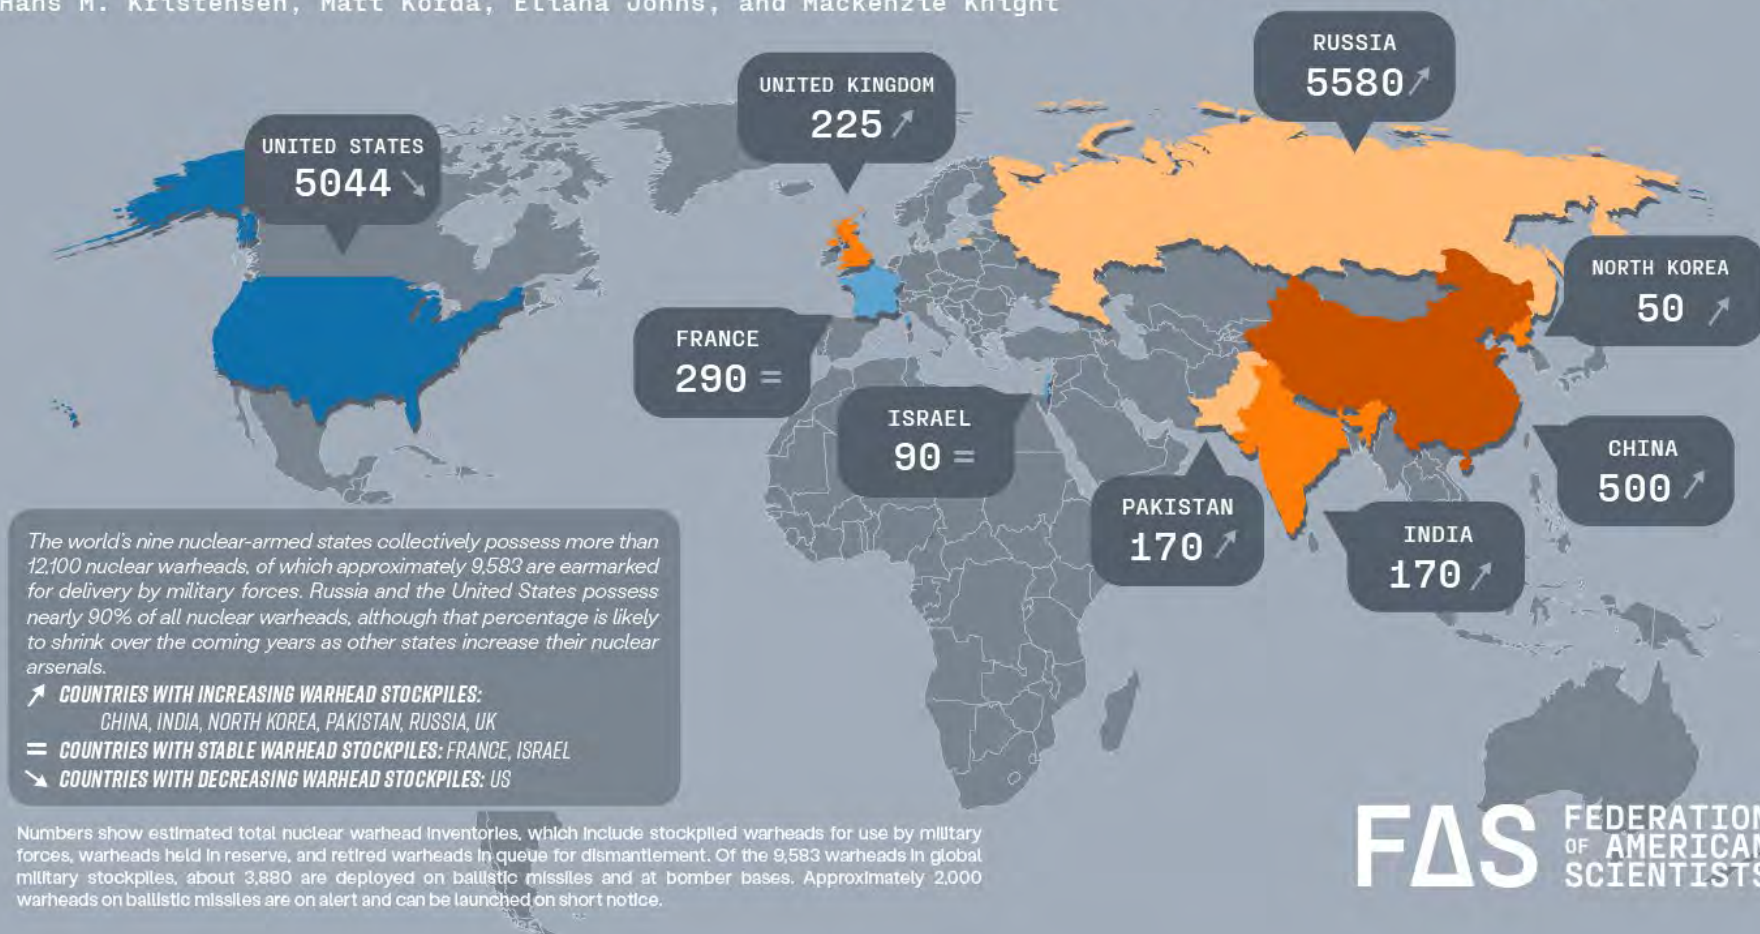 Hans M. Kristensen, Matt Korda, Eliana Johns, and Mackenzie Knight
RUSSIA
5580
UNITED KINGDOM
225
UNITED STATES
5044
NORTH KOREA
50
FRANCE
290 =
ISRAEL
90 =
CHINA
500
PAKISTAN
170
INDIA
170
The world's nine nuclear-armed states collectively possess more than
12,100 nuclear warheads, of which approximately 9,583 are earmarked
for delivery by military forces. Russia and the United States possess
nearly 90% of all nuclear warheads, although that percentage is likely
to shrink over the coming years as other states increase their nuclear
arsenals.
COUNTRIES WITH INCREASING WARHEAD STOCKPILES:
CHINA, INDIA, NORTH KOREA, PAKISTAN, RUSSIA, UK
= COUNTRIES WITH STABLE WARHEAD STOCKPILES: FRANCE, ISRAEL
COUNTRIES WITH DECREASING WARHEAD STOCKPILES: US
Numbers show estimated total nuclear warhead inventories, which include stockpiled warheads for use by military
forces, warheads held in reserve, and retired warheads in queue for dismantlement. Of the 9,583 warheads in global
military stockpiles, about 3,880 are deployed on ballistic missiles and at bomber bases. Approximately 2,000
warheads on ballistic missiles are on alert and can be launched on short notice.
FAS
FEDERATION
OF AMERICAN
SCIENTISTS